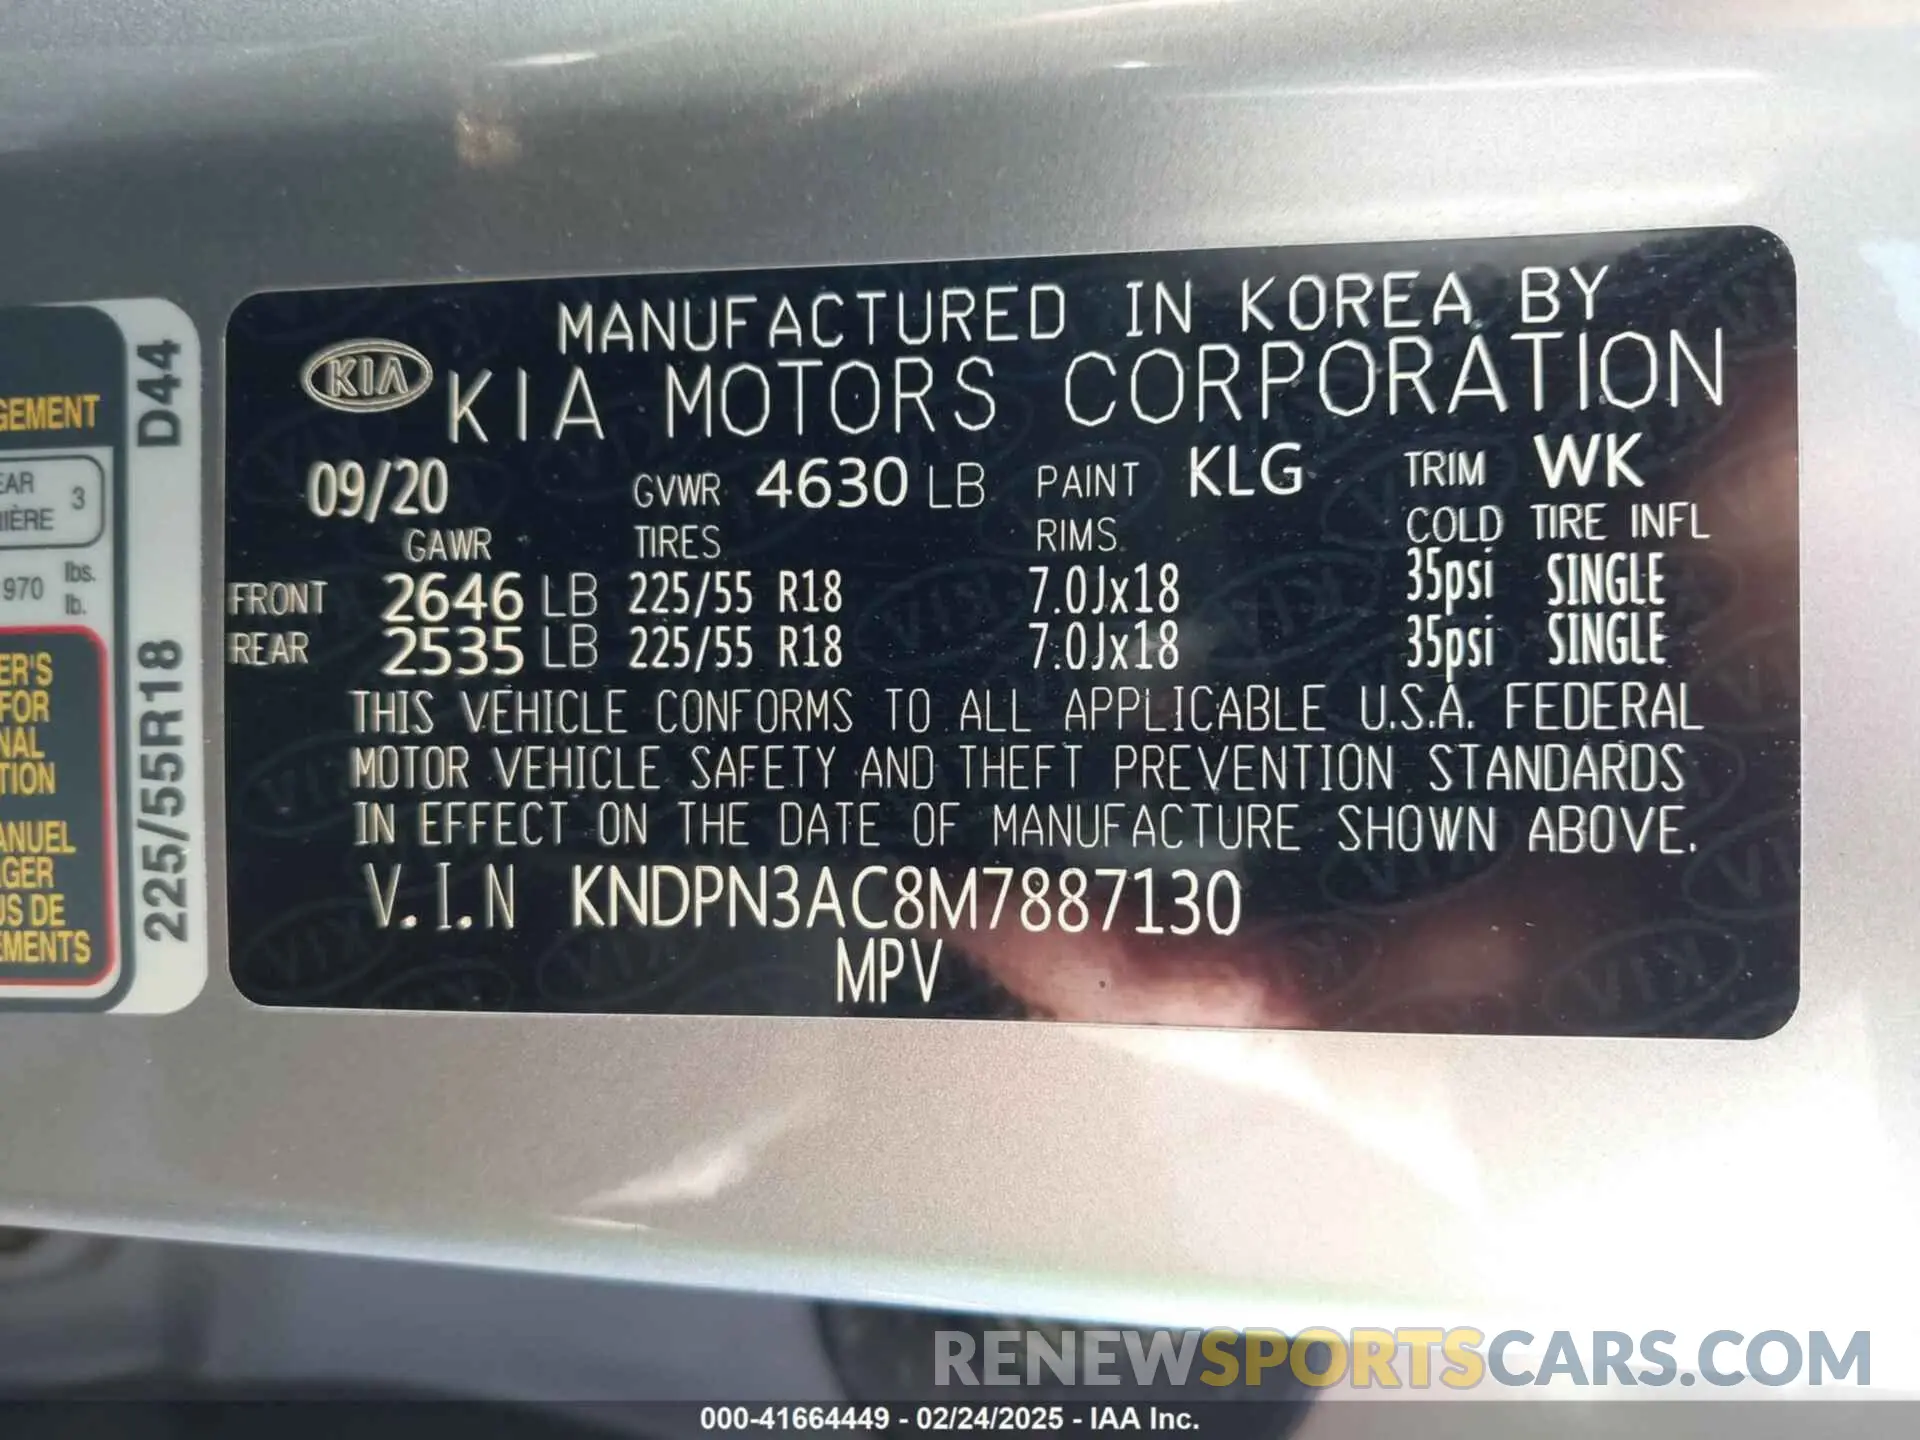 GEMENT
EAR 3
IÈRE
970 lbs.
lb.
ER'S
FOR
NAL
TION
ANUEL
GER
US DE
EMENTS
D44
225/55R18
MANUFACTURED IN KOREA BY
KIA
KIA MOTORS CORPORATION
09/20 GVWR 4630 LB PAINT KLG TRIM WK
GAWR TIRES RIMS COLD TIRE INFL
FRONT 2646 LB 225/55 R18 7.0Jx18 35psi SINGLE
REAR 2535 LB 225/55 R18 7.0Jx18 35psi SINGLE
THIS VEHICLE CONFORMS TO ALL APPLICABLE U.S.A. FEDERAL
MOTOR VEHICLE SAFETY AND THEFT PREVENTION STANDARDS
IN EFFECT ON THE DATE OF MANUFACTURE SHOWN ABOVE.
V.I.N KNDPN3AC8M7887130
MPV
RENEWSPORTSCARS.COM
000-41664449 - 02/24/2025 - IAA Inc.